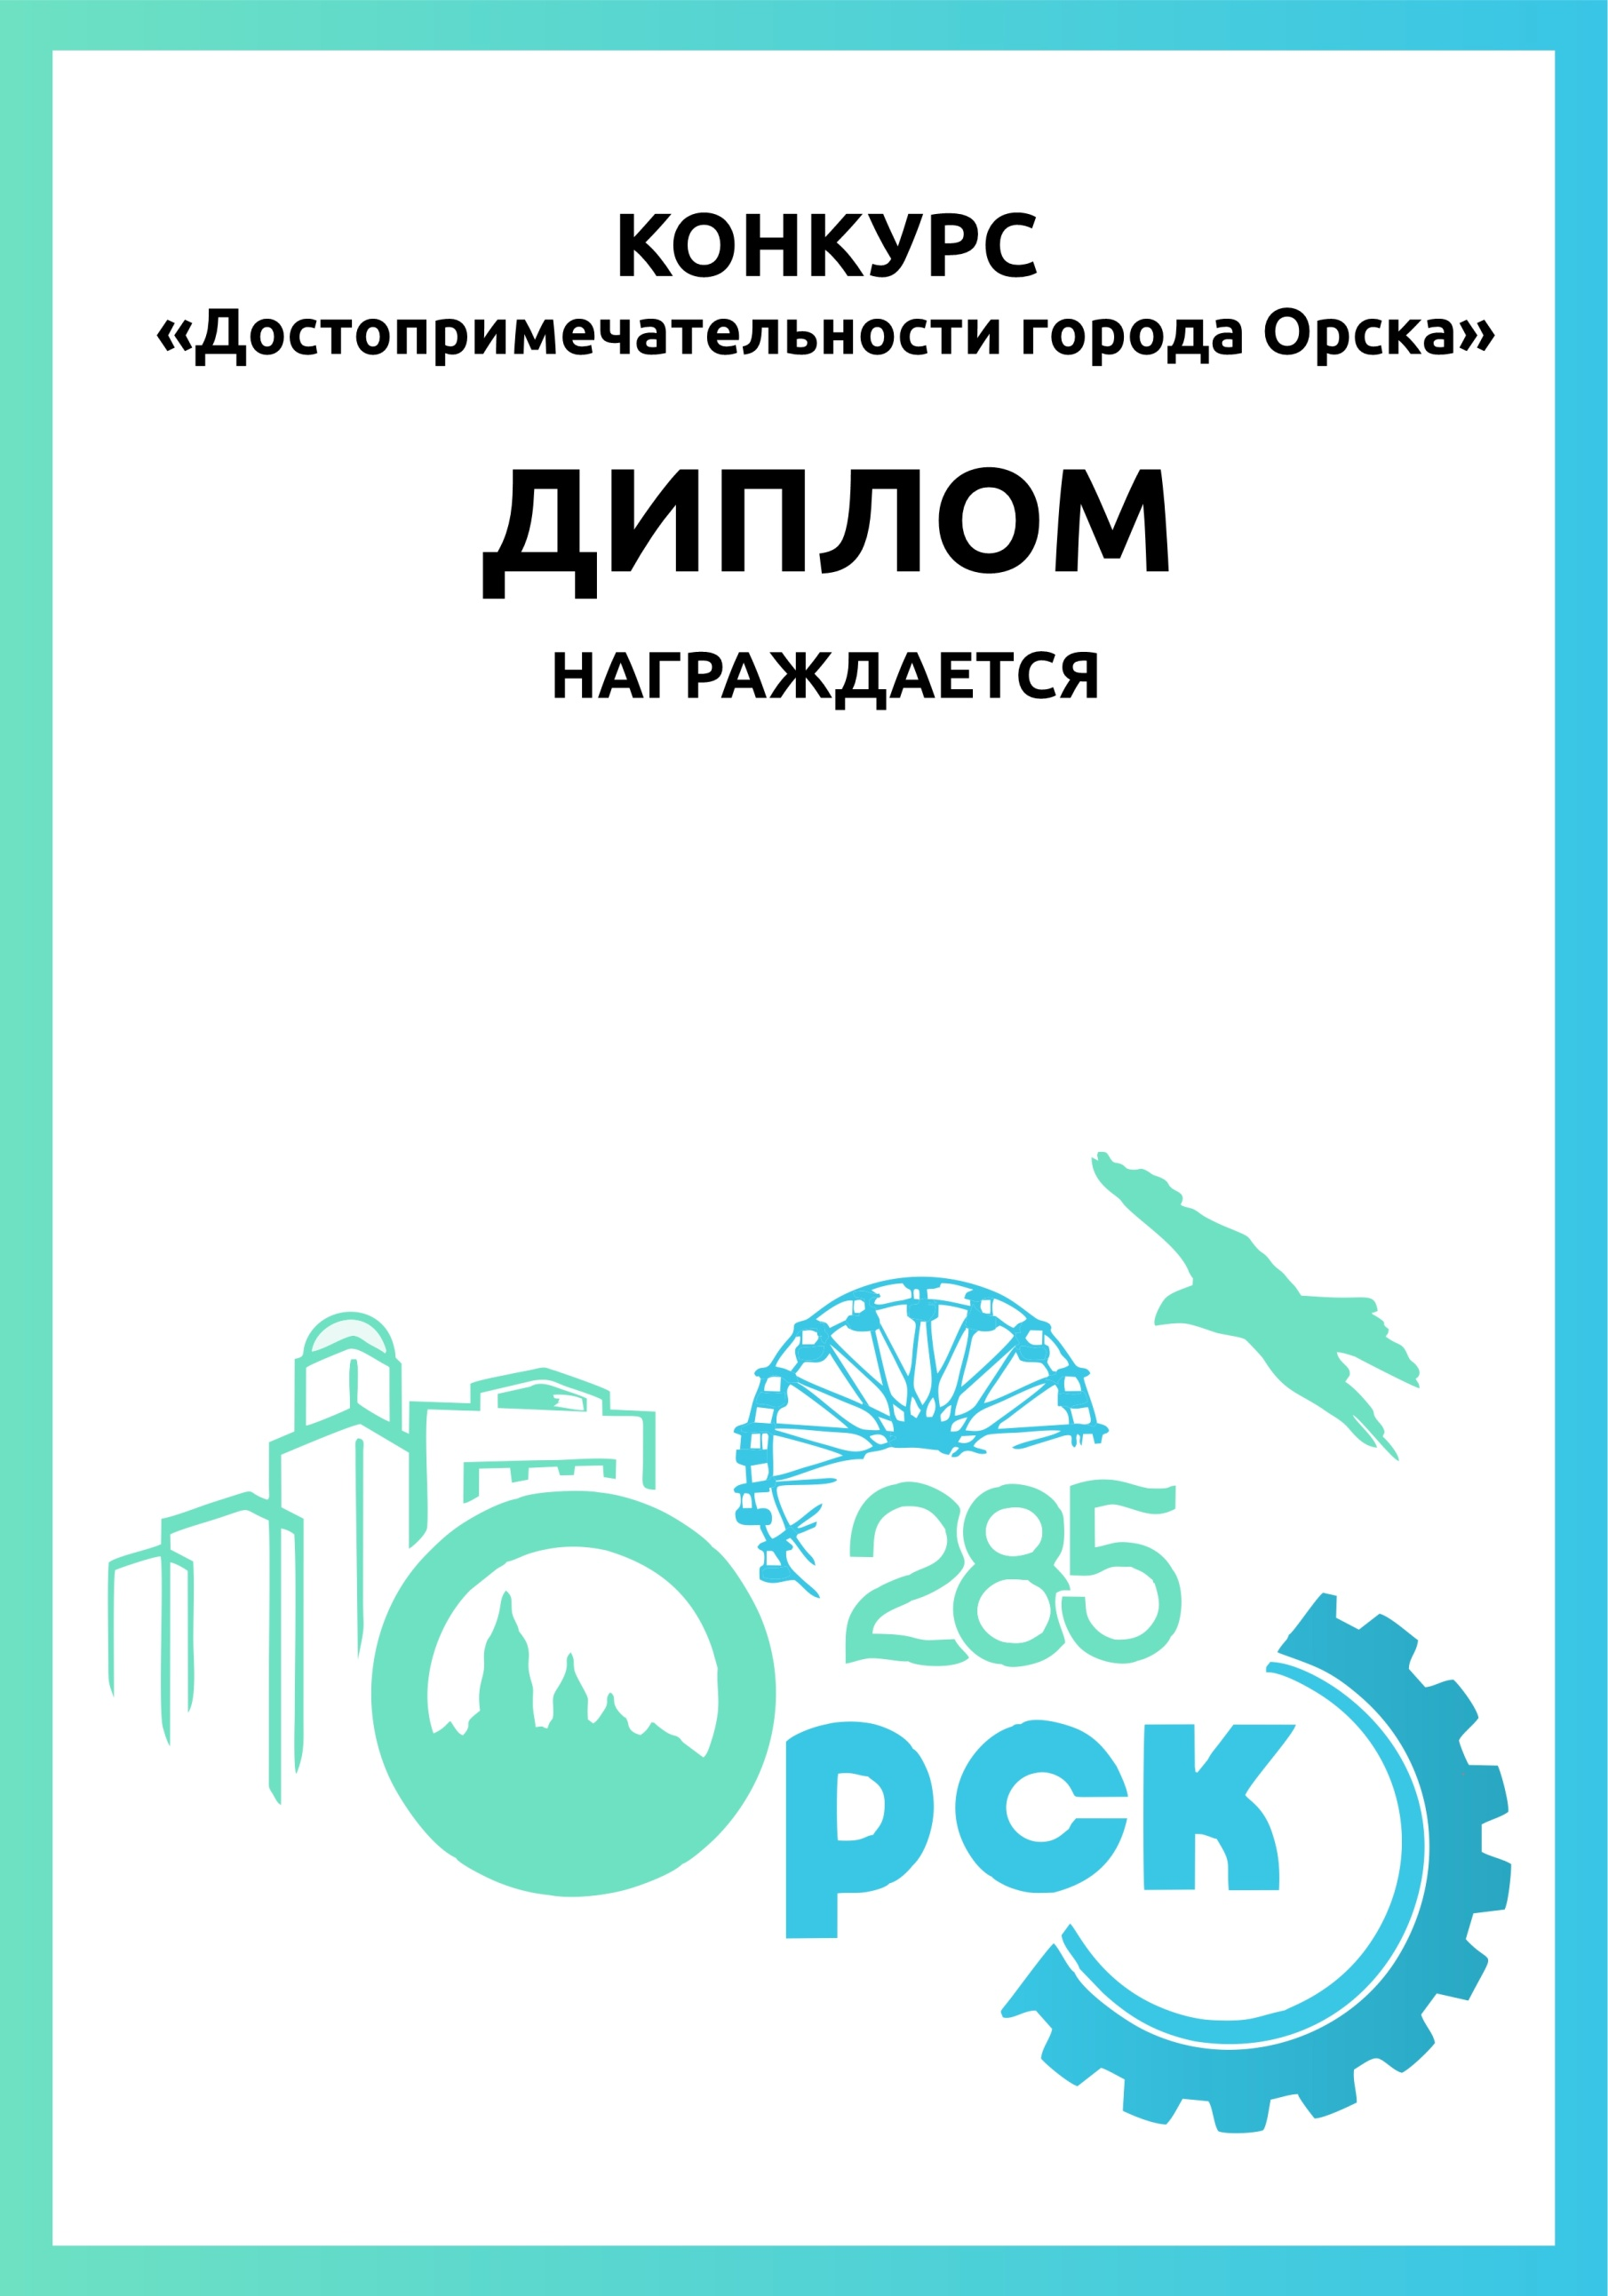 КОНКУРС
«Достопримечательности города Орска»
ДИПЛОМ
НАГРАЖДАЕТСЯ
285
Орск